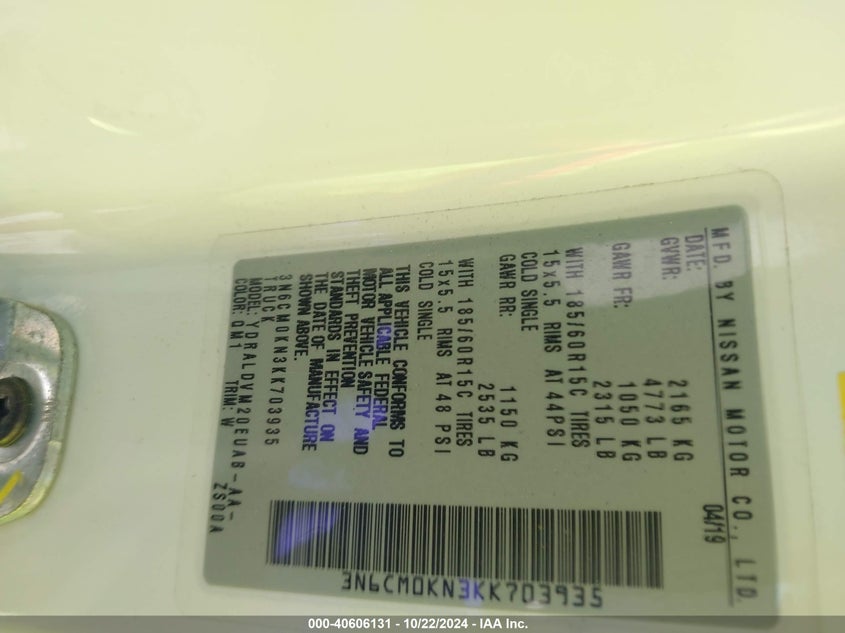 MFD. BY NISSAN MOTOR CO., LTD.
DATE: 04/19
GVWR: 2165 KG
4773 LB
GAWR FR: 1050 KG
2315 LB
WITH 185/60R15C TIRES
15x5.5 RIMS AT 44PSI
COLD SINGLE
GAWR RR: 1150 KG
2535 LB
WITH 185/60R15C TIRES
15x5.5 RIMS AT 48 PSI
COLD SINGLE
THIS VEHICLE CONFORMS TO
ALL APPLICABLE FEDERAL
MOTOR VEHICLE SAFETY AND
THEFT PREVENTION
STANDARDS IN EFFECT ON
THE DATE OF MANUFACTURE
SHOWN ABOVE.
3N6CM0KN3KK703935
TRUCK
MODEL: YDRALDVM20EUAB-AA-
ZS00A
COLOR: QM1 TRIM: W
3N6CM0KN3KK703935
000-40606131 - 10/22/2024 - IAA Inc.